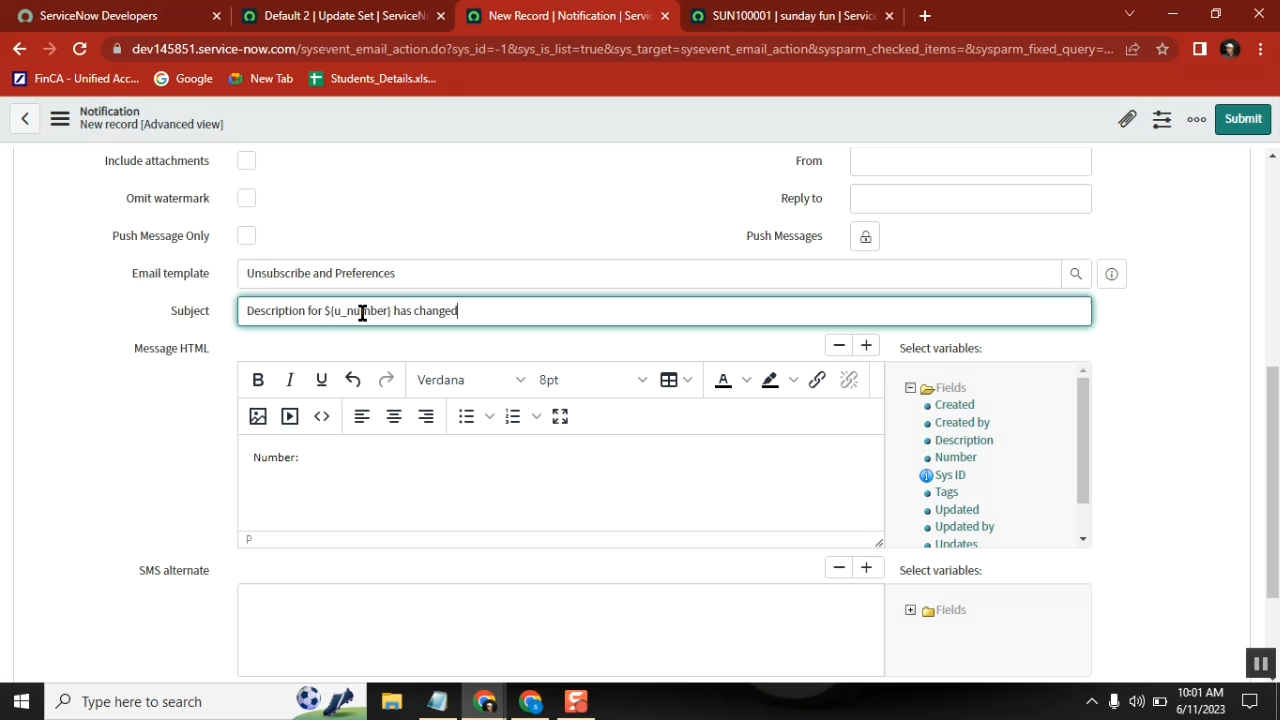 ServiceNow Developers
Default 2 | Update Set | ServiceN
New Record | Notification | Servic
SUN100001 | sunday fun | Service
dev145851.service-now.com/sysevent_email_action.do?sys_id=-1&sys_is_list=true&sys_target=sysevent_email_action&sysparm_checked_items=&sysparm_fixed_query=...
FinCA - Unified Acc...
Google
New Tab
Students_Details.xls...
Notification
New record [Advanced view]
Submit
Include attachments
From
Omit watermark
Reply to
Push Message Only
Push Messages
Email template
Unsubscribe and Preferences
Subject
Description for ${u_number} has changed
Message HTML
Select variables:
B I U
Verdana
8pt
A
Fields
Created
Created by
Description
Number
Sys ID
Tags
Updated
Updated by
Updates
Number:
P
SMS alternate
Select variables:
Fields
Type here to search
10:01 AM
6/11/2023